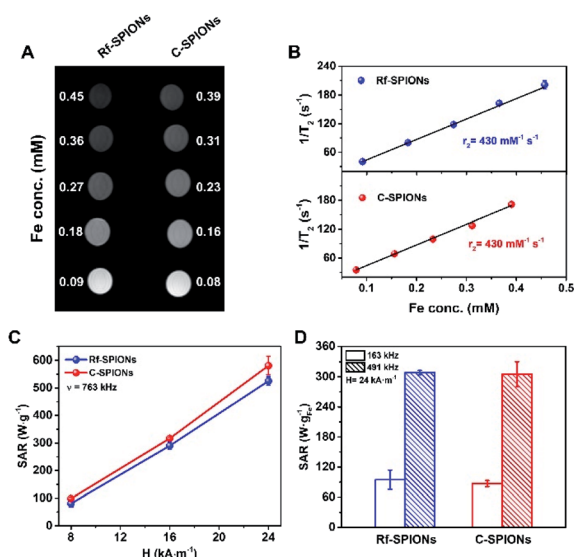 A
Rf-SPIONs
C-SPIONs
Fe conc. (mM)
0.45
0.39
0.36
0.31
0.27
0.23
0.18
0.16
0.09
0.08
B
240
180
120
60
1/T₂ (s⁻¹)
Rf-SPIONs
r₂= 430 mM⁻¹ s⁻¹
180
120
60
1/T₂ (s⁻¹)
C-SPIONs
r₂= 430 mM⁻¹ s⁻¹
0.1 0.2 0.3 0.4 0.5
Fe conc. (mM)
C
600
500
400
300
200
100
0
SAR (W·g⁻¹)
Rf-SPIONs
C-SPIONs
ν = 763 kHz
8 12 16 20 24
H (kA·m⁻¹)
D
360
300
240
180
120
60
0
163 kHz
491 kHz
H= 24 kA·m⁻¹
Rf-SPIONs C-SPIONs